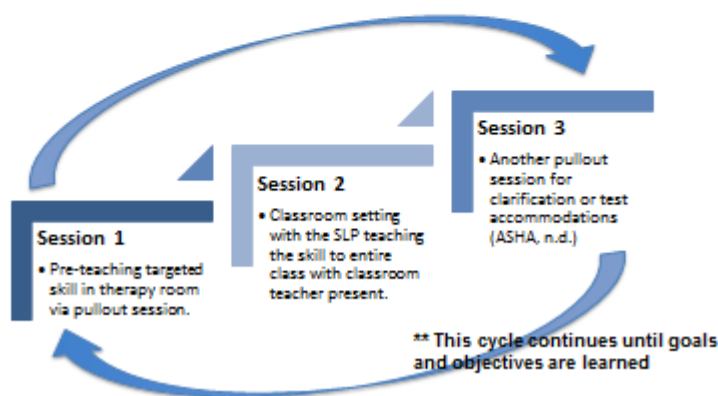 Session 1
• Pre-teaching targeted
skill in therapy room
via pullout session.
Session 2
• Classroom setting
with the SLP teaching
the skill to entire
class with classroom
teacher present.
Session 3
• Another pullout
session for
clarification or test
accommodations
(ASHA, n.d.)
** This cycle continues until goals
and objectives are learned